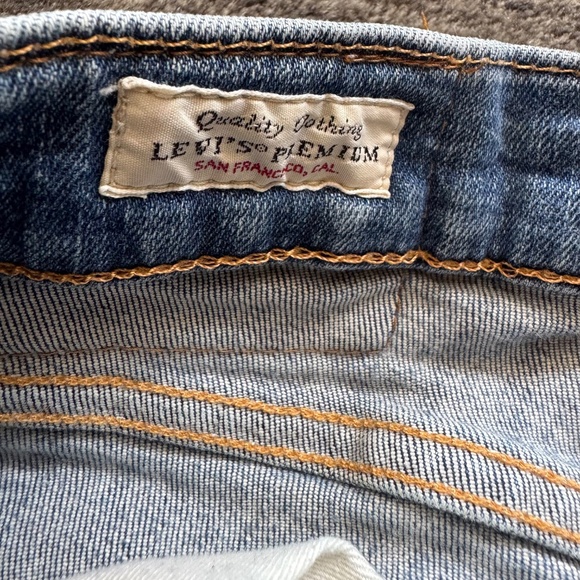 Quality Clothing
LEVI'S® PREMIUM
SAN FRANCISCO, CAL.